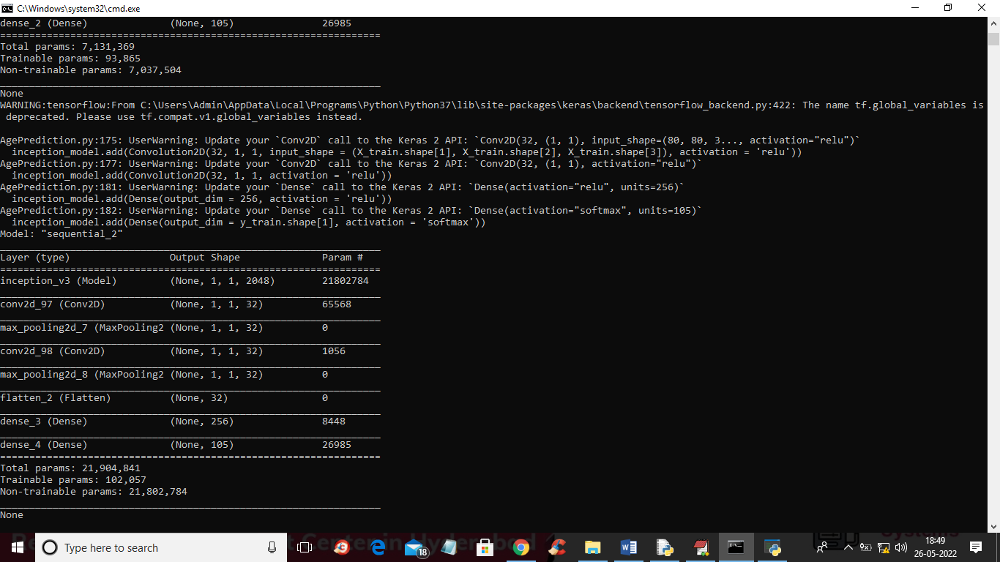 C:\Windows\system32\cmd.exe
dense_2 (Dense)              (None, 105)               26985
=================================================================
Total params: 7,131,369
Trainable params: 93,865
Non-trainable params: 7,037,504
_________________________________________________________________
None
WARNING:tensorflow:From C:\Users\Admin\AppData\Local\Programs\Python\Python37\lib\site-packages\keras\backend\tensorflow_backend.py:422: The name tf.global_variables is
 deprecated. Please use tf.compat.v1.global_variables instead.
AgePrediction.py:175: UserWarning: Update your `Conv2D` call to the Keras 2 API: `Conv2D(32, (1, 1), input_shape=(80, 80, 3..., activation="relu")`
  inception_model.add(Convolution2D(32, 1, 1, input_shape = (X_train.shape[1], X_train.shape[2], X_train.shape[3]), activation = 'relu'))
AgePrediction.py:177: UserWarning: Update your `Conv2D` call to the Keras 2 API: `Conv2D(32, (1, 1), activation="relu")`
  inception_model.add(Convolution2D(32, 1, 1, activation = 'relu'))
AgePrediction.py:181: UserWarning: Update your `Dense` call to the Keras 2 API: `Dense(activation="relu", units=256)`
  inception_model.add(Dense(output_dim = 256, activation = 'relu'))
AgePrediction.py:182: UserWarning: Update your `Dense` call to the Keras 2 API: `Dense(activation="softmax", units=105)`
  inception_model.add(Dense(output_dim = y_train.shape[1], activation = 'softmax'))
Model: "sequential_2"
_________________________________________________________________
Layer (type)                 Output Shape              Param #
=================================================================
inception_v3 (Model)         (None, 1, 1, 2048)        21802784
_________________________________________________________________
conv2d_97 (Conv2D)           (None, 1, 1, 32)          65568
_________________________________________________________________
max_pooling2d_7 (MaxPooling2 (None, 1, 1, 32)          0
_________________________________________________________________
conv2d_98 (Conv2D)           (None, 1, 1, 32)          1056
_________________________________________________________________
max_pooling2d_8 (MaxPooling2 (None, 1, 1, 32)          0
_________________________________________________________________
flatten_2 (Flatten)          (None, 32)                0
_________________________________________________________________
dense_3 (Dense)              (None, 256)               8448
_________________________________________________________________
dense_4 (Dense)              (None, 105)               26985
=================================================================
Total params: 21,904,841
Trainable params: 102,057
Non-trainable params: 21,802,784
_________________________________________________________________
None
Type here to search
18
18:49
26-05-2022